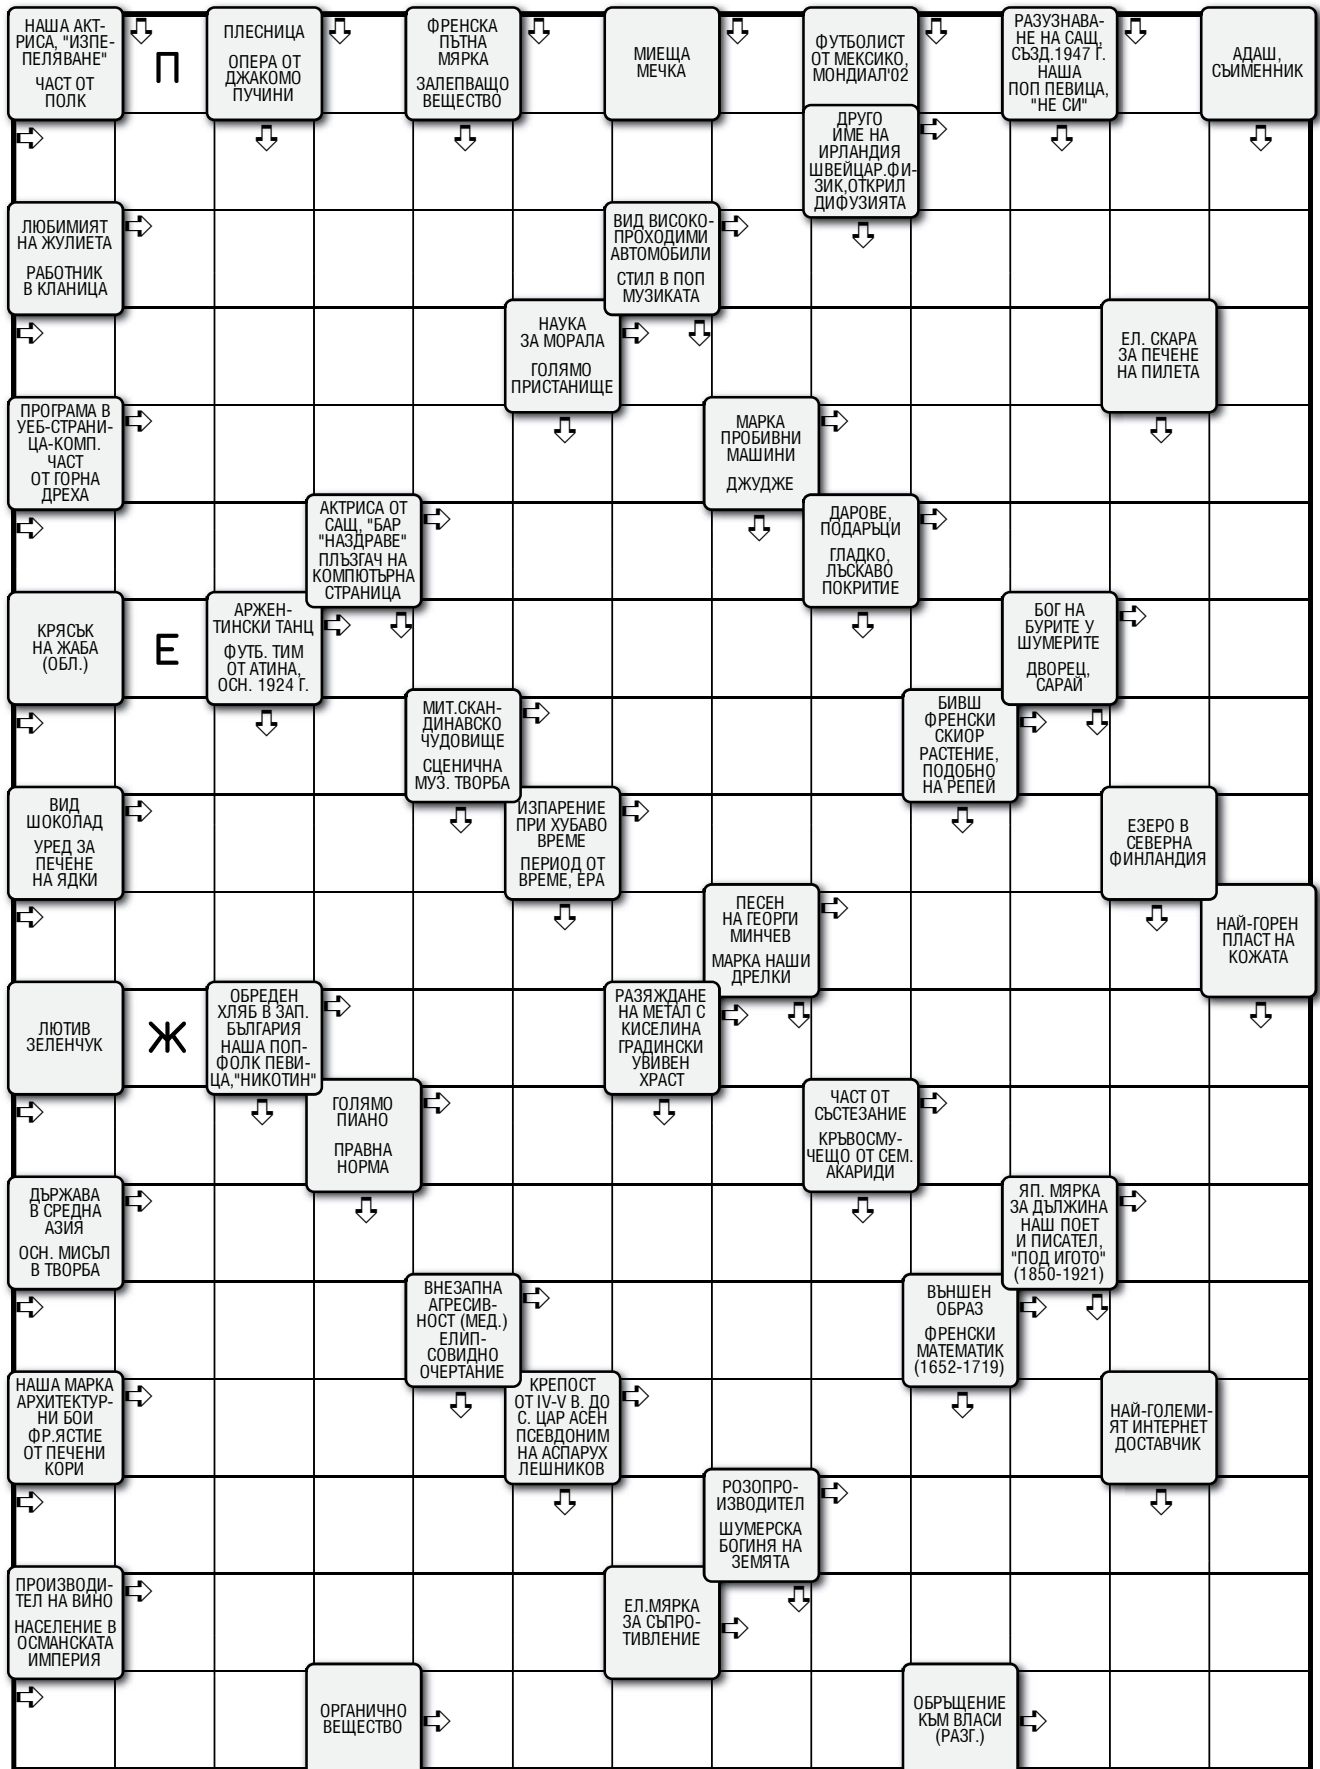 НАША АКТ-
РИСА, "ИЗПЕ-
ПЕЛЯВАНЕ"
ЧАСТ ОТ
ПОЛК
П
ПЛЕСНИЦА
ОПЕРА ОТ
ДЖАКОМО
ПУЧИНИ
ФРЕНСКА
ПЪТНА
МЯРКА
ЗАЛЕПВАЩО
ВЕЩЕСТВО
МИЕЩА
МЕЧКА
ФУТБОЛИСТ
ОТ МЕКСИКО,
МОНДИАЛ'02
РАЗУЗНАВА-
НЕ НА САЩ,
СЪЗД.1947 Г.
НАША
ПОП ПЕВИЦА,
"НЕ СИ"
АДАШ,
СЪИМЕННИК
ДРУГО
ИМЕ НА
ИРЛАНДИЯ
ШВЕЙЦАР.ФИ-
ЗИК,ОТКРИЛ
ДИФУЗИЯТА
ЛЮБИМИЯТ
НА ЖУЛИЕТА
РАБОТНИК
В КЛАНИЦА
ВИД ВИСОКО-
ПРОХОДИМИ
АВТОМОБИЛИ
СТИЛ В ПОП
МУЗИКАТА
НАУКА
ЗА МОРАЛА
ГОЛЯМО
ПРИСТАНИЩЕ
ЕЛ. СКАРА
ЗА ПЕЧЕНЕ
НА ПИЛЕТА
ПРОГРАМА В
УЕБ-СТРАНИ-
ЦА-КОМП.
ЧАСТ
ОТ ГОРНА
ДРЕХА
МАРКА
ПРОБИВНИ
МАШИНИ
ДЖУДЖЕ
АКТРИСА ОТ
САЩ, "БАР
"НАЗДРАВЕ"
ПЛЪЗГАЧ НА
КОМПЮТЪРНА
СТРАНИЦА
ДАРОВЕ,
ПОДАРЪЦИ
ГЛАДКО,
ЛЪСКАВО
ПОКРИТИЕ
КРЯСЪК
НА ЖАБА
(ОБЛ.)
Е
АРЖЕН-
ТИНСКИ ТАНЦ
ФУТБ. ТИМ
ОТ АТИНА,
ОСН. 1924 Г.
БОГ НА
БУРИТЕ У
ШУМЕРИТЕ
ДВОРЕЦ,
САРАЙ
МИТ.СКАН-
ДИНАВСКО
ЧУДОВИЩЕ
СЦЕНИЧНА
МУЗ. ТВОРБА
БИВШ
ФРЕНСКИ
СКИОР
РАСТЕНИЕ,
ПОДОБНО
НА РЕПЕЙ
ВИД
ШОКОЛАД
УРЕД ЗА
ПЕЧЕНЕ
НА ЯДКИ
ИЗПАРЕНИЕ
ПРИ ХУБАВО
ВРЕМЕ
ПЕРИОД ОТ
ВРЕМЕ, ЕРА
ЕЗЕРО В
СЕВЕРНА
ФИНЛАНДИЯ
ПЕСЕН
НА ГЕОРГИ
МИНЧЕВ
МАРКА НАШИ
ДРЕЛКИ
НАЙ-ГОРЕН
ПЛАСТ НА
КОЖАТА
ЛЮТИВ
ЗЕЛЕНЧУК
Ж
ОБРЕДЕН
ХЛЯБ В ЗАП.
БЪЛГАРИЯ
НАША ПОП-
ФОЛК ПЕВИ-
ЦА,"НИКОТИН"
РАЗЯЖДАНЕ
НА МЕТАЛ С
КИСЕЛИНА
ГРАДИНСКИ
УВИВЕН
ХРАСТ
ГОЛЯМО
ПИАНО
ПРАВНА
НОРМА
ЧАСТ ОТ
СЪСТЕЗАНИЕ
КРЪВОСМУ-
ЧЕЩО ОТ СЕМ.
АКАРИДИ
ДЪРЖАВА
В СРЕДНА
АЗИЯ
ОСН. МИСЪЛ
В ТВОРБА
ЯП. МЯРКА
ЗА ДЪЛЖИНА
НАШ ПОЕТ
И ПИСАТЕЛ,
"ПОД ИГОТО"
(1850-1921)
ВНЕЗАПНА
АГРЕСИВ-
НОСТ (МЕД.)
ЕЛИП-
СОВИДНО
ОЧЕРТАНИЕ
ВЪНШЕН
ОБРАЗ
ФРЕНСКИ
МАТЕМАТИК
(1652-1719)
НАША МАРКА
АРХИТЕКТУР-
НИ БОИ
ФР.ЯСТИЕ
ОТ ПЕЧЕНИ
КОРИ
КРЕПОСТ
ОТ IV-V В. ДО
С. ЦАР АСЕН
ПСЕВДОНИМ
НА АСПАРУХ
ЛЕШНИКОВ
НАЙ-ГОЛЕМИ-
ЯТ ИНТЕРНЕТ
ДОСТАВЧИК
РОЗОПРО-
ИЗВОДИТЕЛ
ШУМЕРСКА
БОГИНЯ НА
ЗЕМЯТА
ПРОИЗВОДИ-
ТЕЛ НА ВИНО
НАСЕЛЕНИЕ В
ОСМАНСКАТА
ИМПЕРИЯ
ЕЛ.МЯРКА
ЗА СЪПРО-
ТИВЛЕНИЕ
ОРГАНИЧНО
ВЕЩЕСТВО
ОБРЪЩЕНИЕ
КЪМ ВЛАСИ
(РАЗГ.)